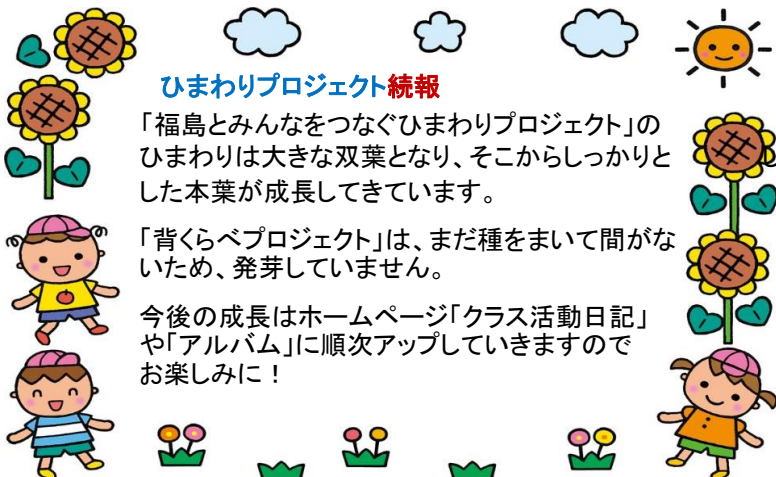 ひまわりプロジェクト続報
「福島とみんなをつなぐひまわりプロジェクト」の
ひまわりは大きな双葉となり、そこからしっかりと
した本葉が成長してきています。
「背くらべプロジェクト」は、まだ種をまいて間がな
いため、発芽していません。
今後の成長はホームページ「クラス活動日記」
や「アルバム」に順次アップしていきますので
お楽しみに！